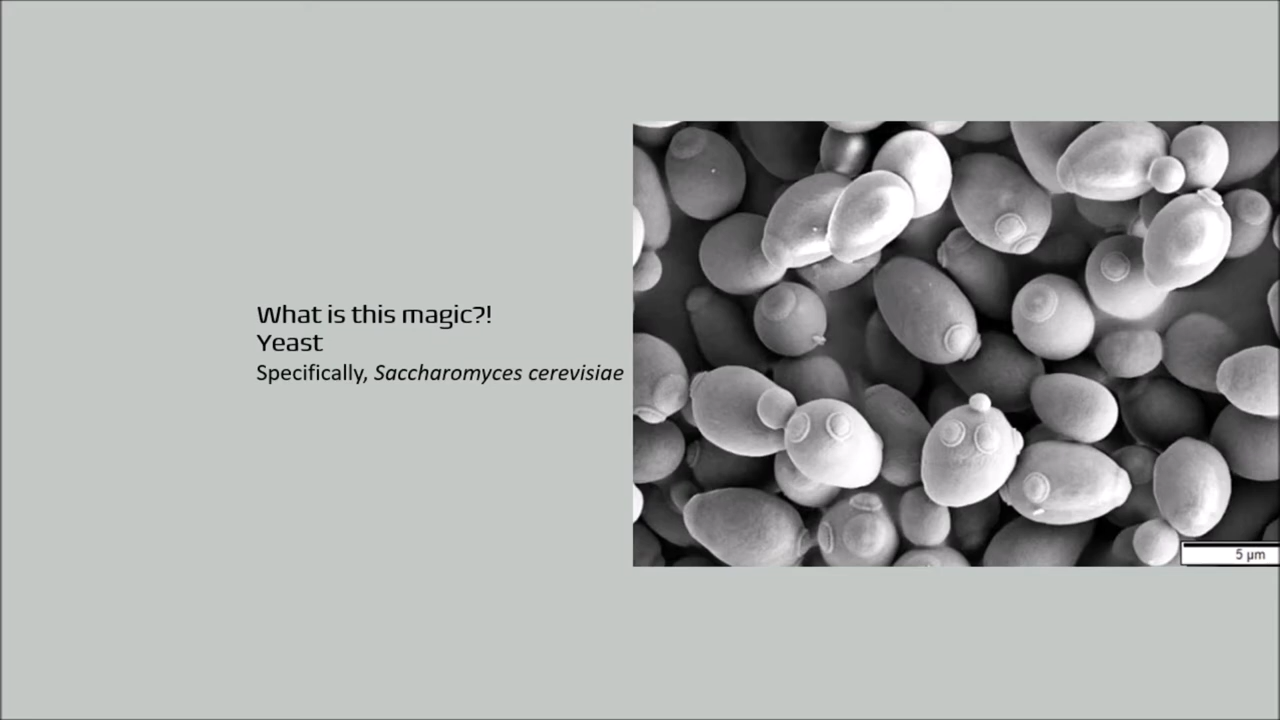 What is this magic?!
Yeast
Specifically, Saccharomyces cerevisiae
5 µm